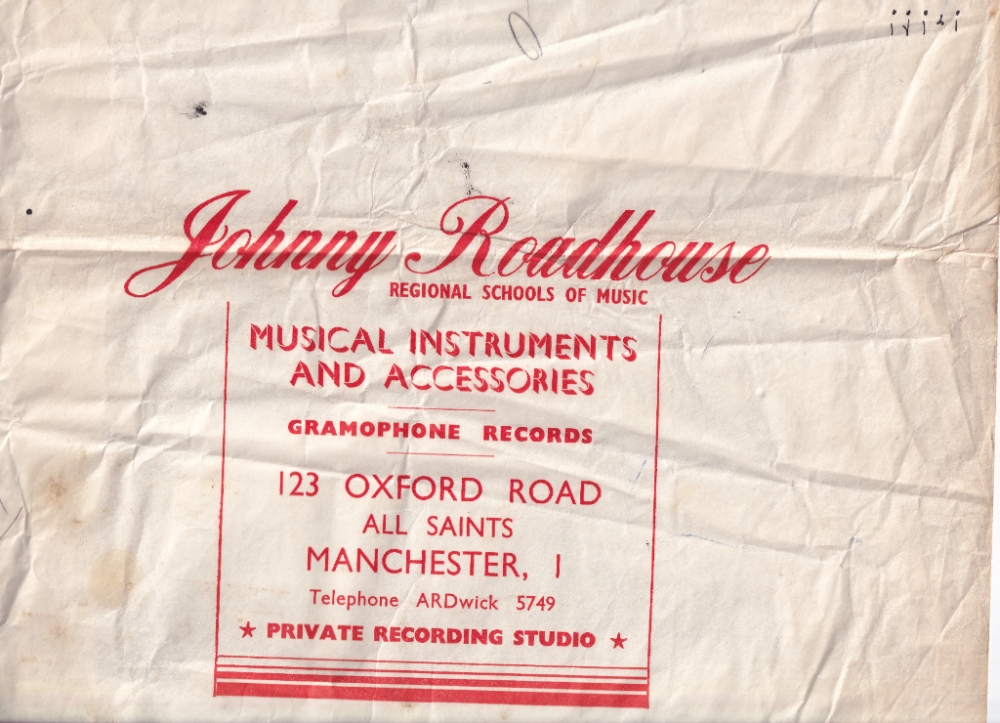 Johnny Roadhouse
REGIONAL SCHOOLS OF MUSIC
MUSICAL INSTRUMENTS
AND ACCESSORIES
GRAMOPHONE RECORDS
123 OXFORD ROAD
ALL SAINTS
MANCHESTER, 1
Telephone ARDwick 5749
★ PRIVATE RECORDING STUDIO ★